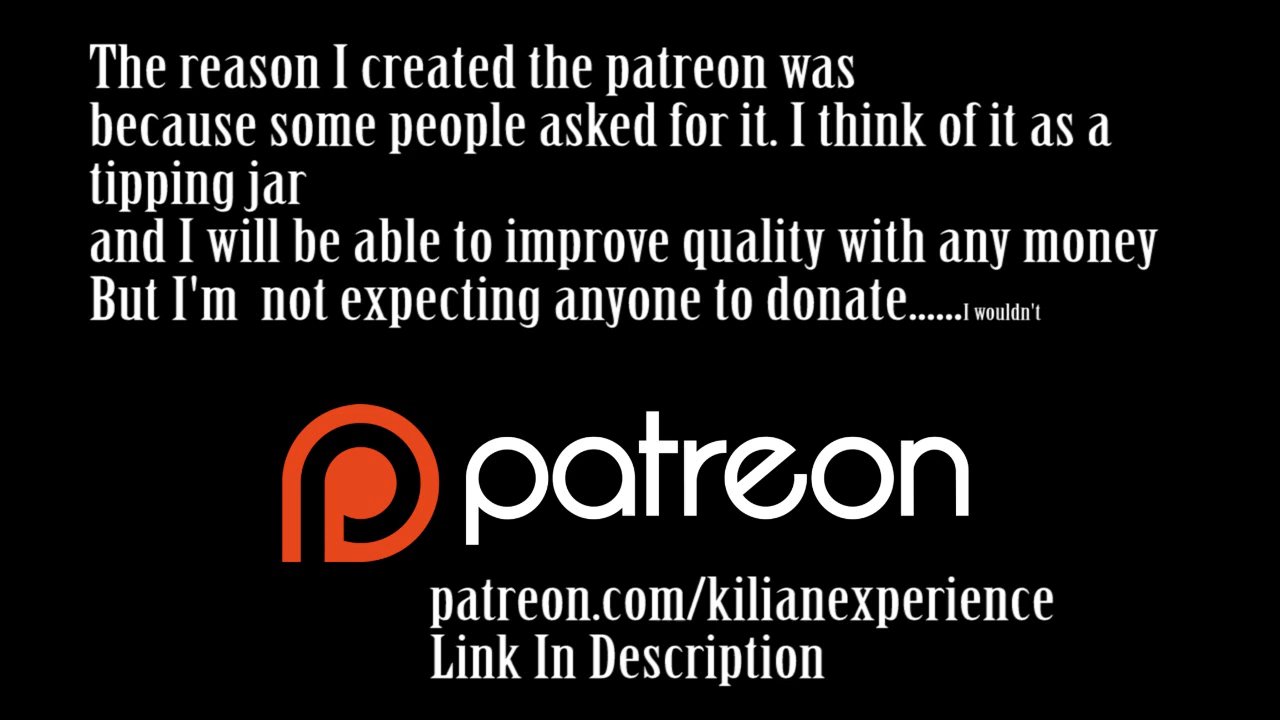 The reason I created the patreon was
because some people asked for it. I think of it as a
tipping jar
and I will be able to improve quality with any money
But I'm  not expecting anyone to donate......I wouldn't
patreon
patreon.com/kilianexperience
Link In Description